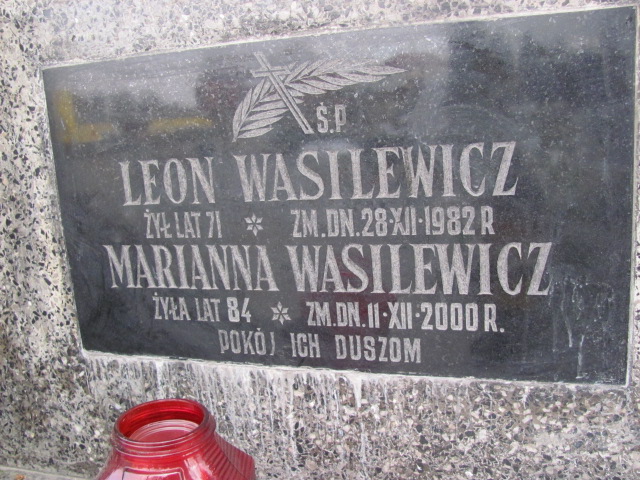 Ś.P
LEON WASILEWICZ
ŻYŁ LAT 71 ZM.DN.28·XII·1982 R
MARIANNA WASILEWICZ
ŻYŁA LAT 84 ZM.DN.11·XII·2000 R.
POKÓJ ICH DUSZOM